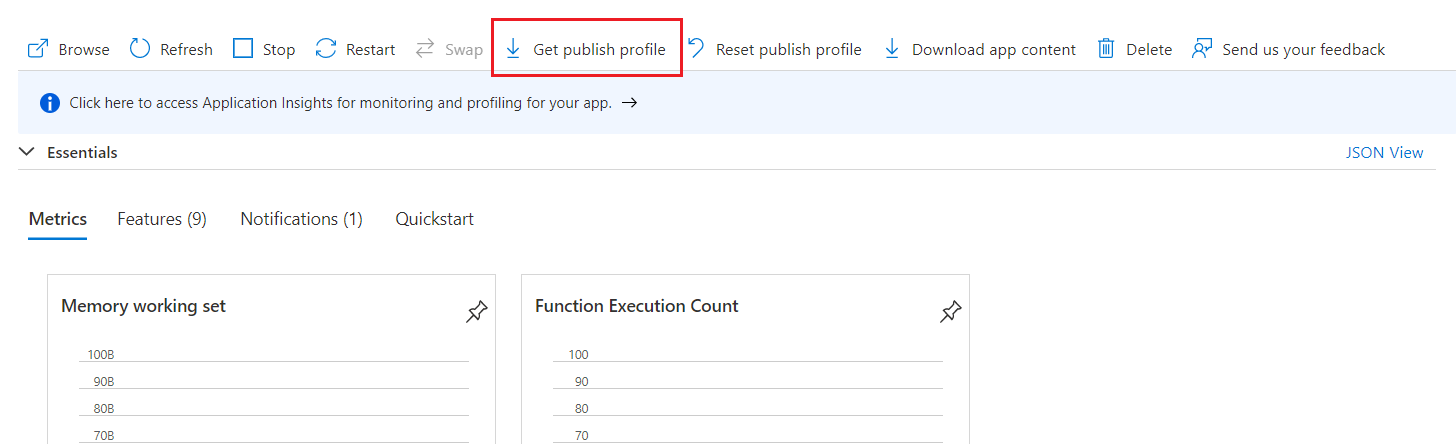 Browse Refresh Stop Restart Swap Get publish profile Reset publish profile Download app content Delete Send us your feedback
Click here to access Application Insights for monitoring and profiling for your app. →
Essentials JSON View
Metrics Features (9) Notifications (1) Quickstart
Memory working set
100B
90B
80B
70B
Function Execution Count
100
90
80
70